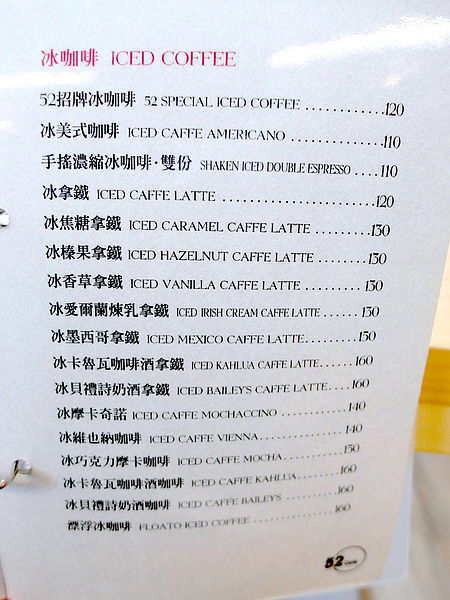 冰咖啡 ICED COFFEE
52招牌冰咖啡 52 SPECIAL ICED COFFEE ............120
冰美式咖啡 ICED CAFFE AMERICANO ..............110
手搖濃縮冰咖啡·雙份 SHAKEN ICED DOUBLE ESPRESSO ....110
冰拿鐵 ICED CAFFE LATTE ......................120
冰焦糖拿鐵 ICED CARAMEL CAFFE LATTE .........130
冰榛果拿鐵 ICED HAZELNUT CAFFE LATTE ........130
冰香草拿鐵 ICED VANILLA CAFFE LATTE ......... 130
冰愛爾蘭煉乳拿鐵 ICED IRISH CREAM CAFFE LATTE ......130
冰墨西哥拿鐵 ICED MEXICO CAFFE LATTE.........150
冰卡魯瓦咖啡酒拿鐵 ICED KAHLUA CAFFE LATTE......160
冰貝禮詩奶酒拿鐵 ICED BAILEY'S CAFFE LATTE....160
冰摩卡奇諾 ICED CAFFE MOCHACCINO .............140
冰維也納咖啡 ICED CAFFE VIENNA...............140
冰巧克力摩卡咖啡 ICED CAFFE MOCHA............150
冰卡魯瓦咖啡酒咖啡 ICED CAFFE KAHLUA.........160
冰貝禮詩奶酒咖啡 ICED CAFFE BAILEY'S ..........160
漂浮冰咖啡 FLOATO ICED COFFEE ................160
52